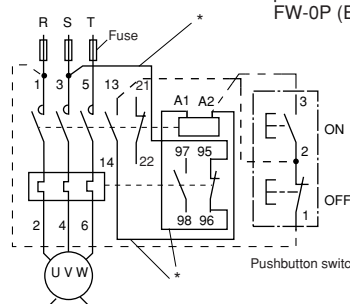 FW-0P (E
R S T
*
Fuse
1 3 5 13 21
A1 A2
3
ON
2
14
22
97 95
OFF
98 96
1
2 4 6
U V W
*
Pushbutton switc